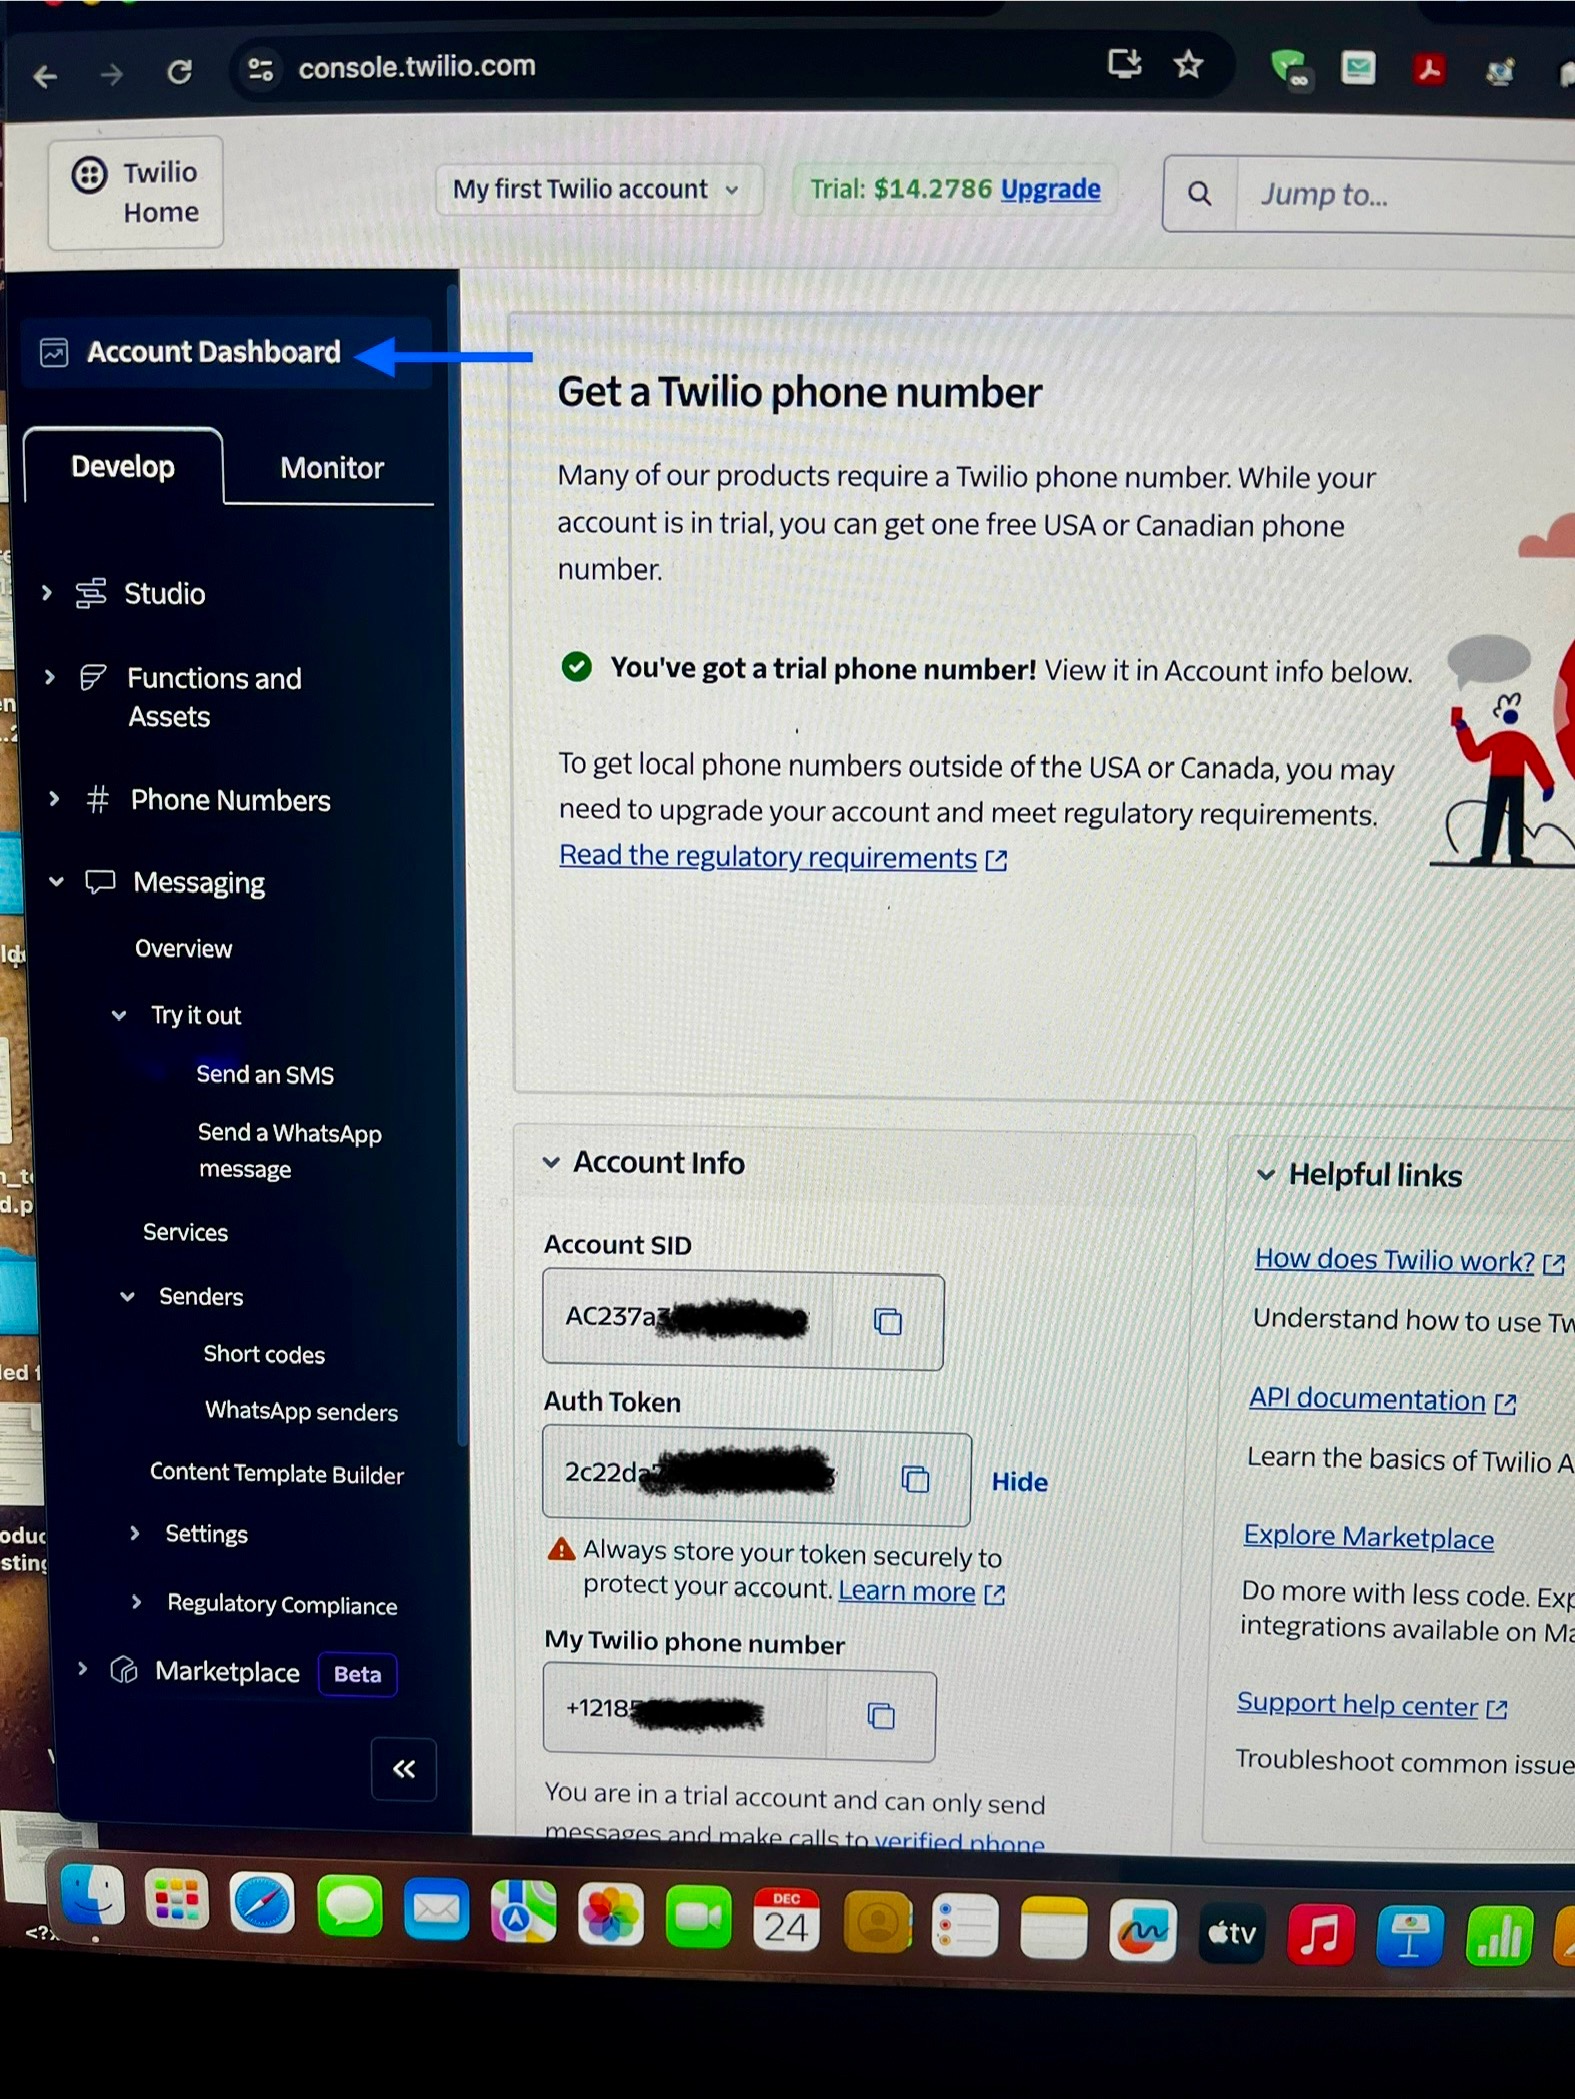 console.twilio.com
Twilio
Home
My first Twilio account
Trial: $14.2786 Upgrade
Jump to...
Account Dashboard
Develop
Monitor
Studio
Functions and
Assets
Phone Numbers
Messaging
Overview
Try it out
Send an SMS
Send a WhatsApp
message
Services
Senders
Short codes
WhatsApp senders
Content Template Builder
Settings
Regulatory Compliance
Marketplace
Beta
Get a Twilio phone number
Many of our products require a Twilio phone number. While your
account is in trial, you can get one free USA or Canadian phone
number.
You've got a trial phone number! View it in Account info below.
To get local phone numbers outside of the USA or Canada, you may
need to upgrade your account and meet regulatory requirements.
Read the regulatory requirements
Account Info
Account SID
AC237a
Auth Token
2c22da
Hide
Always store your token securely to
protect your account. Learn more
My Twilio phone number
+1218
You are in a trial account and can only send
messages and make calls to verified phone
Helpful links
How does Twilio work?
Understand how to use Tw
API documentation
Learn the basics of Twilio A
Explore Marketplace
Do more with less code. Exp
integrations available on Ma
Support help center
Troubleshoot common issue
DEC
24
tv